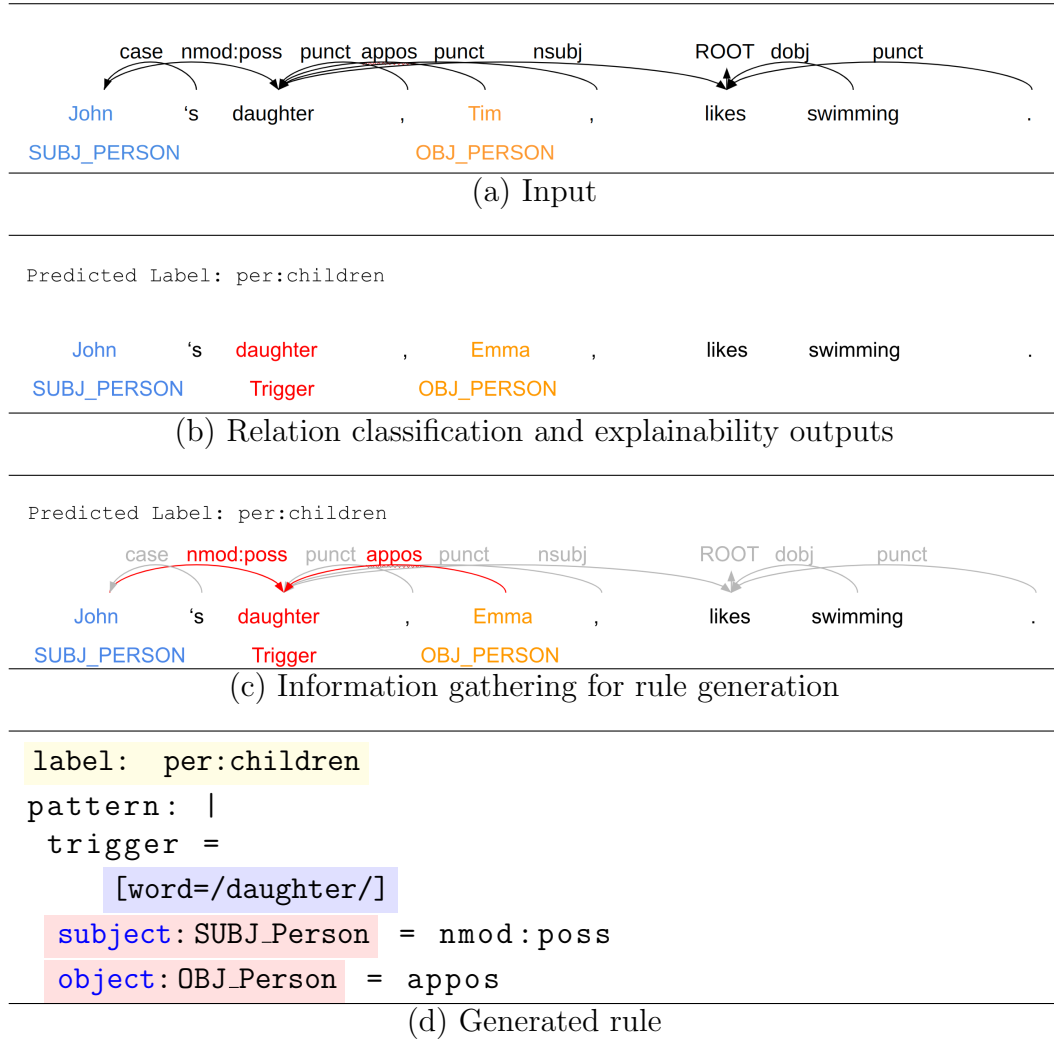 case nmod:poss punct appos punct nsubj ROOT dobj punct
John ‘s daughter , Tim , likes swimming .
SUBJ_PERSON OBJ_PERSON
(a) Input
Predicted Label: per:children
John ‘s daughter , Emma , likes swimming .
SUBJ_PERSON Trigger OBJ_PERSON
(b) Relation classification and explainability outputs
Predicted Label: per:children
case nmod:poss punct appos punct nsubj ROOT dobj punct
John ‘s daughter , Emma , likes swimming .
SUBJ_PERSON Trigger OBJ_PERSON
(c) Information gathering for rule generation
label: per:children
pattern: |
trigger =
[word=/daughter/]
subject:SUBJ_Person = nmod:poss
object:OBJ_Person = appos
(d) Generated rule